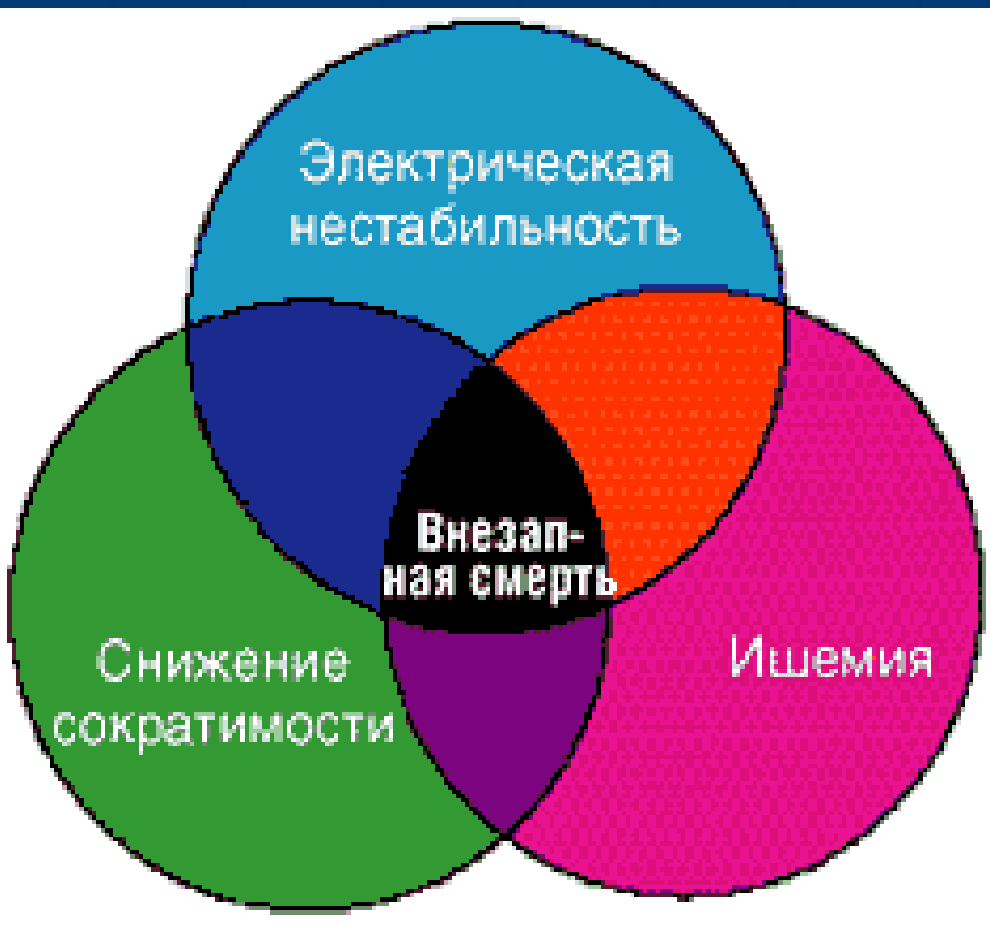 Электрическая
нестабильность
Внезап-
ная смерть
Снижение
сократимости
Ишемия